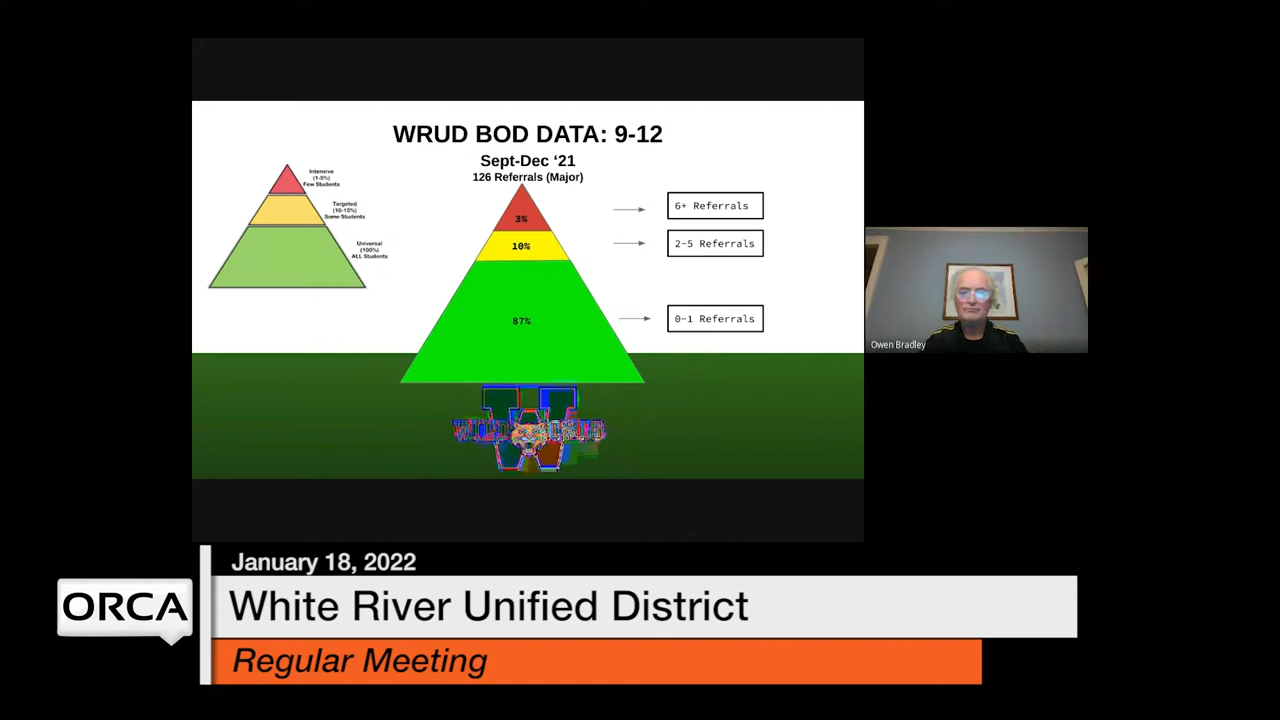 WRUD BOD DATA: 9-12
Sept-Dec ‘21
126 Referrals (Major)
Intensive
(1-5%)
Few Students
Targeted
(10-15%)
Some Students
Universal
(100%)
ALL Students
3%
10%
87%
6+ Referrals
2-5 Referrals
0-1 Referrals
Owen Bradley
January 18, 2022
White River Unified District
ORCA
Regular Meeting